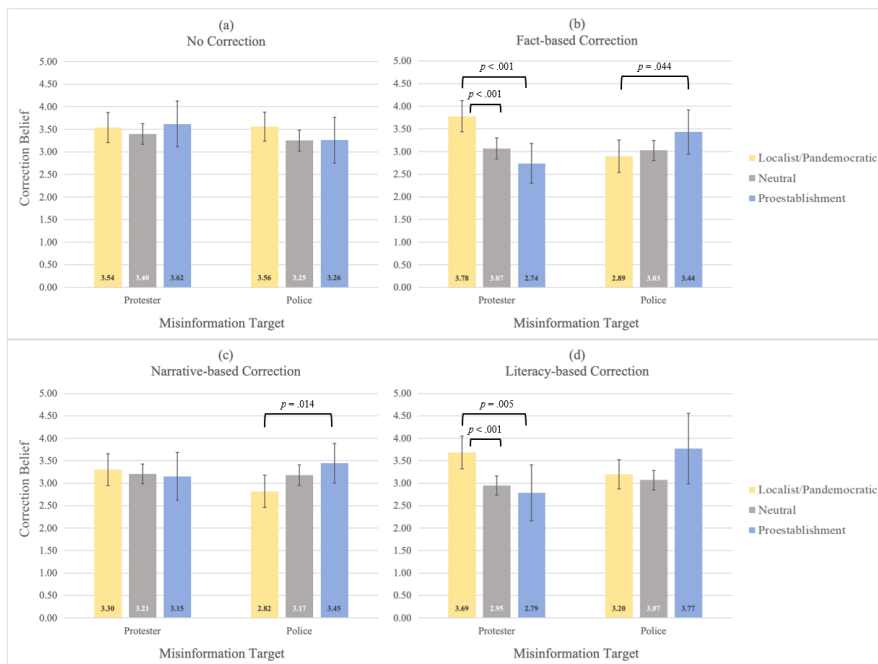 (a)
No Correction
Correction Belief
5.00
4.50
4.00
3.50
3.00
2.50
2.00
1.50
1.00
0.50
0.00
3.54
3.40
3.62
3.56
3.25
3.26
Protester
Police
Misinformation Target
(b)
Fact-based Correction
5.00
4.50
4.00
3.50
3.00
2.50
2.00
1.50
1.00
0.50
0.00
p < .001
p < .001
p = .044
3.78
3.07
2.74
2.89
3.03
3.44
Protester
Police
Misinformation Target
Localist/Pandemocratic
Neutral
Proestablishment
(c)
Narrative-based Correction
Correction Belief
5.00
4.50
4.00
3.50
3.00
2.50
2.00
1.50
1.00
0.50
0.00
p = .014
3.30
3.21
3.15
2.82
3.17
3.45
Protester
Police
Misinformation Target
(d)
Literacy-based Correction
5.00
4.50
4.00
3.50
3.00
2.50
2.00
1.50
1.00
0.50
0.00
p = .005
p < .001
3.69
2.95
2.79
3.20
3.07
3.77
Protester
Police
Misinformation Target
Localist/Pandemocratic
Neutral
Proestablishment